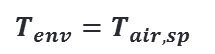 T_env = T_air,sp